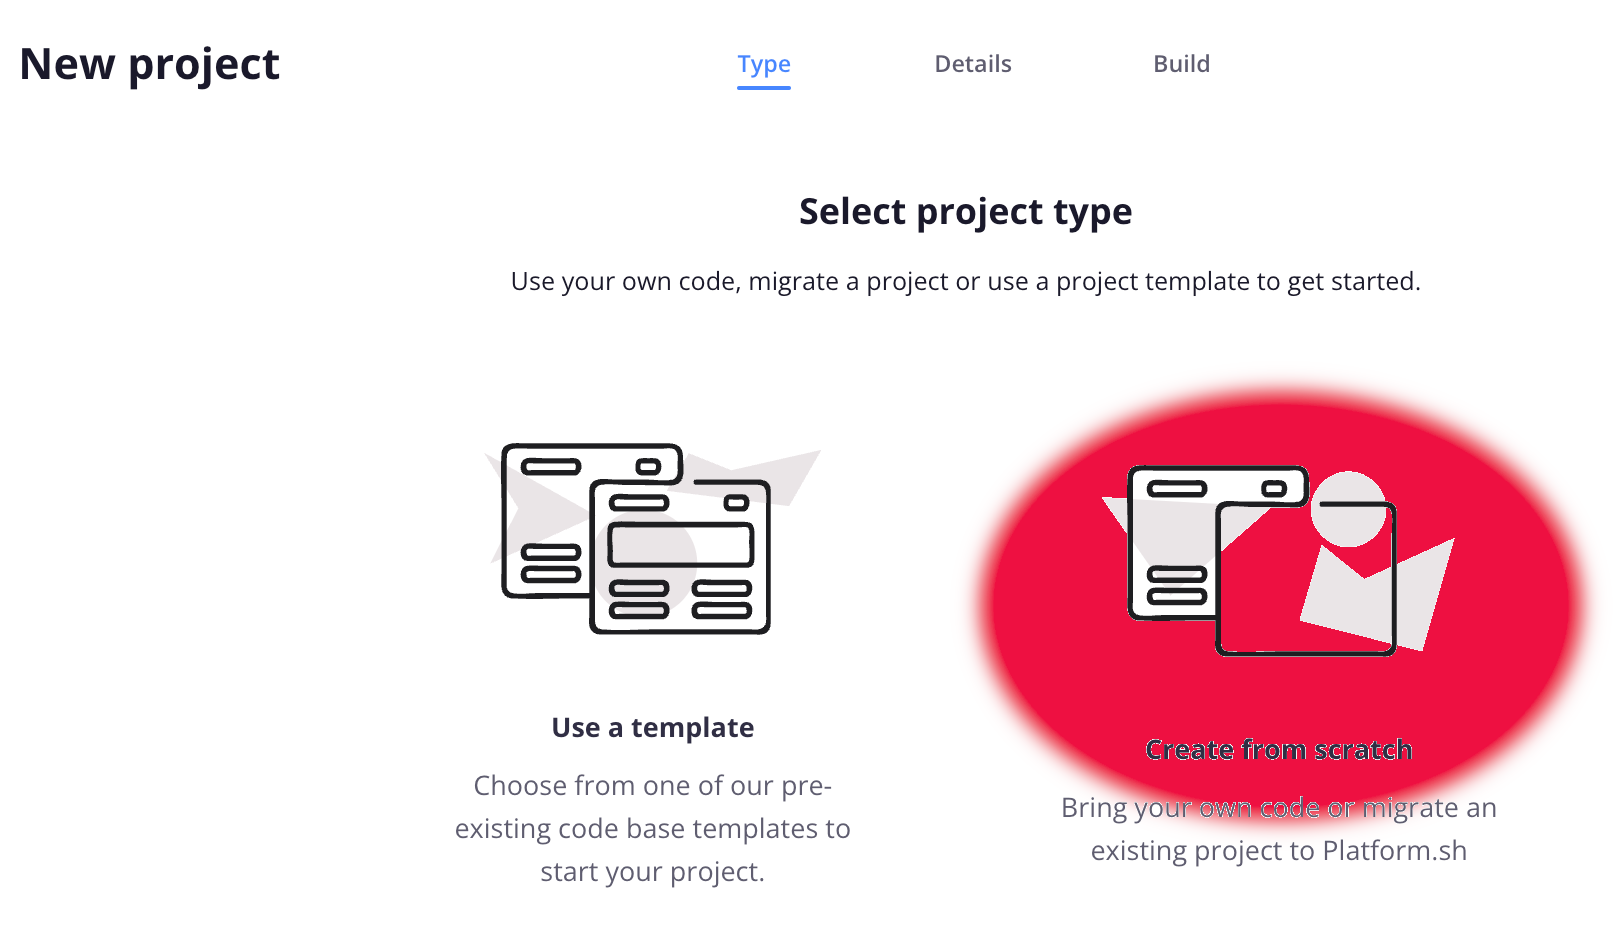 New project
Type
Details
Build
Select project type
Use your own code, migrate a project or use a project template to get started.
Use a template
Choose from one of our pre-
existing code base templates to
start your project.
Create from scratch
Bring your own code or migrate an
existing project to Platform.sh